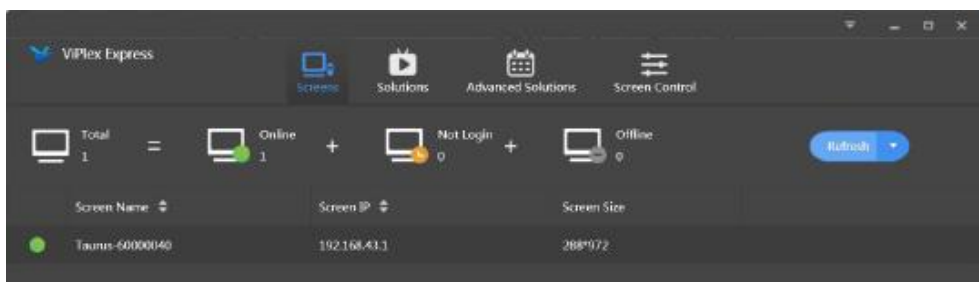 ViPlex Express
Screens Solutions Advanced Solutions Screen Control
Total 1 = Online 1 + Not Login 0 + Offline 0 Refresh
Screen Name Screen IP Screen Size
Taurus-60000040 192.168.43.1 288*972